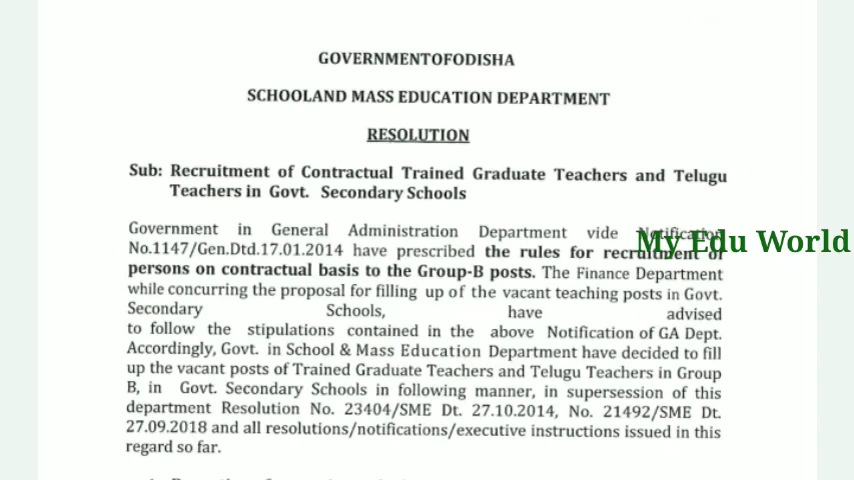 GOVERNMENTOFODISHA
SCHOOLAND MASS EDUCATION DEPARTMENT
RESOLUTION
Sub: Recruitment of Contractual Trained Graduate Teachers and Telugu
Teachers in Govt. Secondary Schools
Government in General Administration Department vide Notification
My Edu World
No.1147/Gen.Dtd.17.01.2014 have prescribed the rules for recruitment of
persons on contractual basis to the Group-B posts. The Finance Department
while concurring the proposal for filling up of the vacant teaching posts in Govt.
Secondary Schools, have advised
to follow the stipulations contained in the above Notification of GA Dept.
Accordingly, Govt. in School & Mass Education Department have decided to fill
up the vacant posts of Trained Graduate Teachers and Telugu Teachers in Group
B, in Govt. Secondary Schools in following manner, in supersession of this
department Resolution No. 23404/SME Dt. 27.10.2014, No. 21492/SME Dt.
27.09.2018 and all resolutions/notifications/executive instructions issued in this
regard so far.